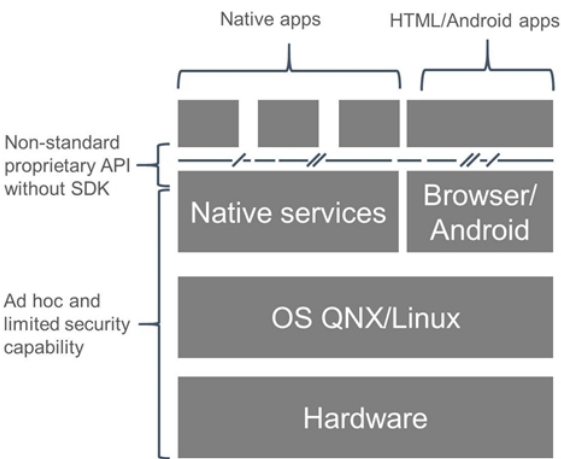 Native apps
HTML/Android apps
Non-standard
proprietary API
without SDK
Native services
Browser/
Android
Ad hoc and
limited security
capability
OS QNX/Linux
Hardware